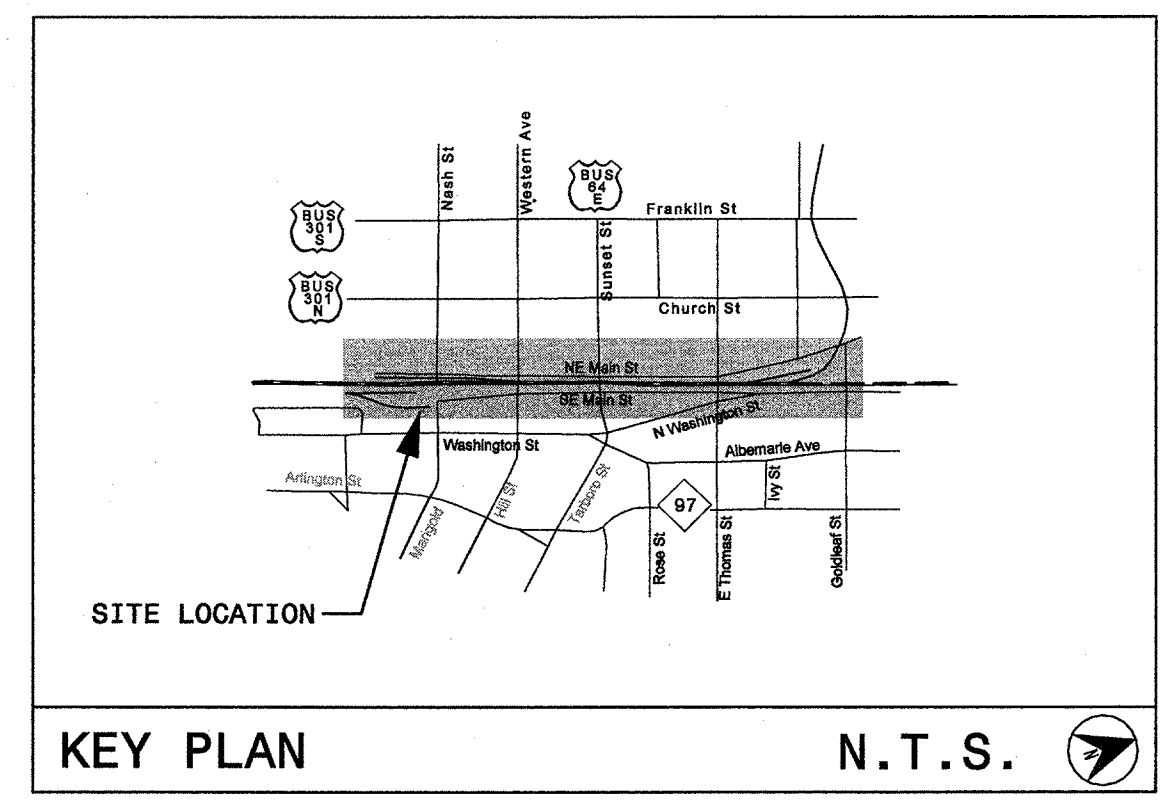 Nash St
Western Ave
BUS
64
E
BUS
301
S
Franklin St
Sunset St
BUS
301
N
Church St
NE Main St
SE Main St
N Washington St
Washington St
Albemarle Ave
Arlington St
Marigold
Hill St
Tarboro St
97
Ivy St
Rose St
E Thomas St
Goldleaf St
SITE LOCATION
KEY PLAN
N.T.S.
N